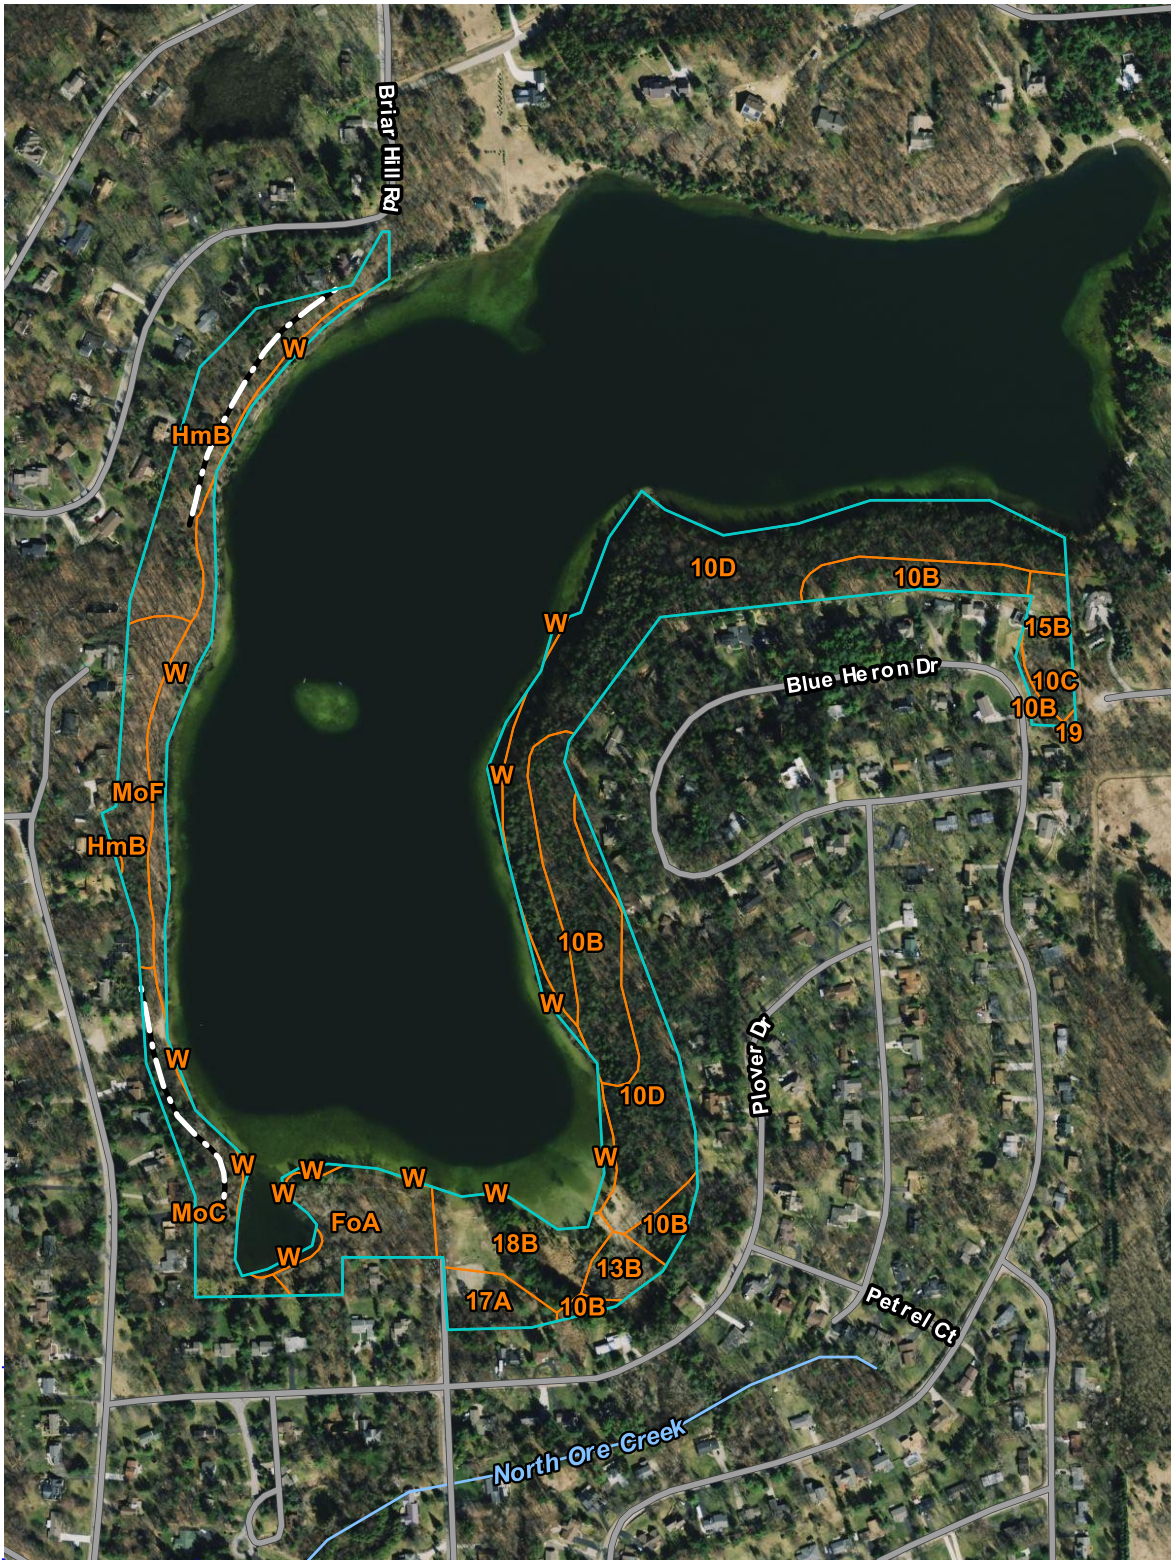 Briar Hill Rd
W
HmB
10D
10B
W
15B
W
Blue Heron Dr
10C
10B
19
W
MoF
HmB
10B
W
Plover Dr
W
10D
W
W
W
W
W
W
MoC
FoA
10B
18B
W
13B
17A
10B
Petrel Ct
North Ore Creek